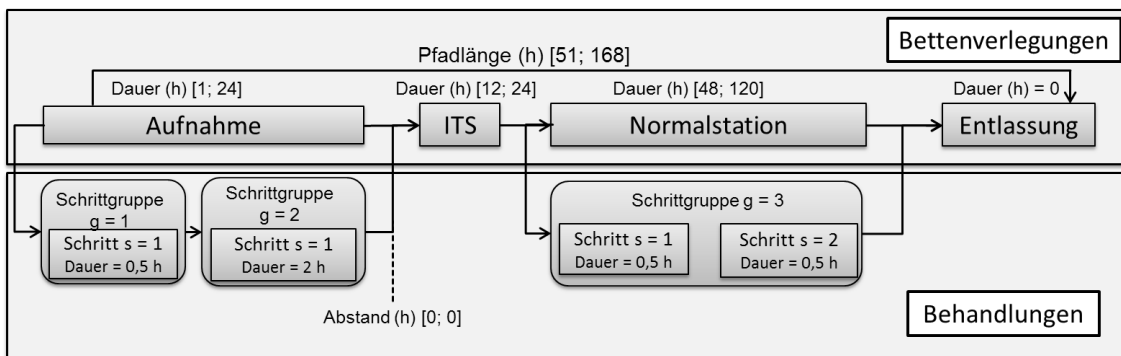 Bettenverlegungen
Pfadlänge (h) [51; 168]
Dauer (h) [1; 24]
Dauer (h) [12; 24]
Dauer (h) [48; 120]
Dauer (h) = 0
Aufnahme
ITS
Normalstation
Entlassung
Schrittgruppe
g = 1
Schritt s = 1
Dauer = 0,5 h
Schrittgruppe
g = 2
Schritt s = 1
Dauer = 2 h
Schrittgruppe g = 3
Schritt s = 1
Dauer = 0,5 h
Schritt s = 2
Dauer = 0,5 h
Abstand (h) [0; 0]
Behandlungen